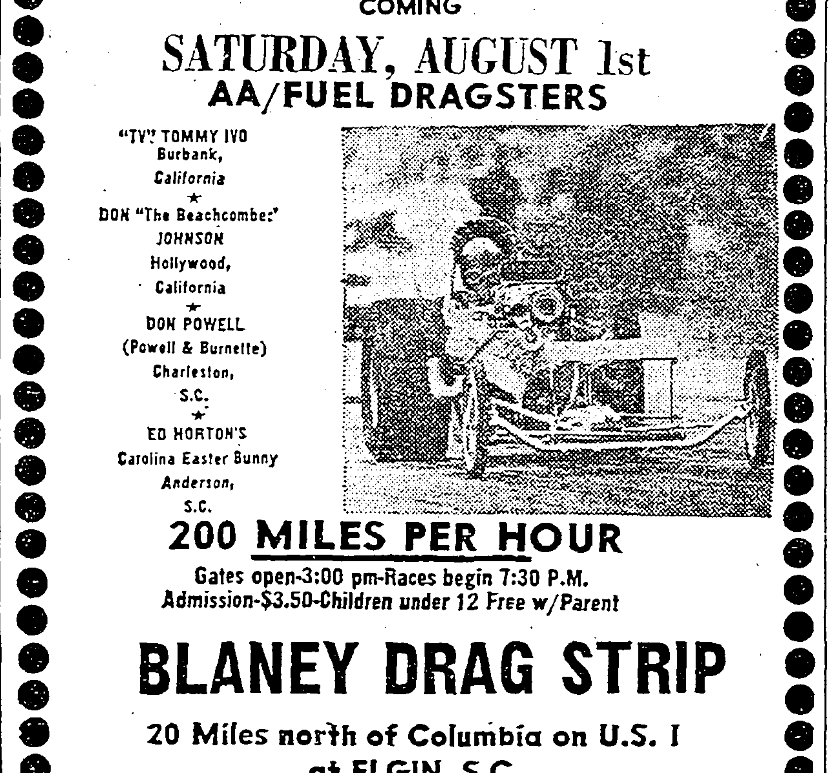 COMING
SATURDAY, AUGUST 1st
AA/FUEL DRAGSTERS
"TV" TOMMY IVO
Burbank,
California
★
DON "The Beachcomber"
JOHNSON
Hollywood,
California
★
DON POWELL
(Powell & Burnette)
Charleston,
S.C.
★
ED HORTON'S
Carolina Easter Bunny
Anderson,
S.C.
200 MILES PER HOUR
Gates open-3:00 pm-Races begin 7:30 P.M.
Admission-$3.50-Children under 12 Free w/Parent
BLANEY DRAG STRIP
20 Miles north of Columbia on U.S. 1
at ELGIN, S.C.